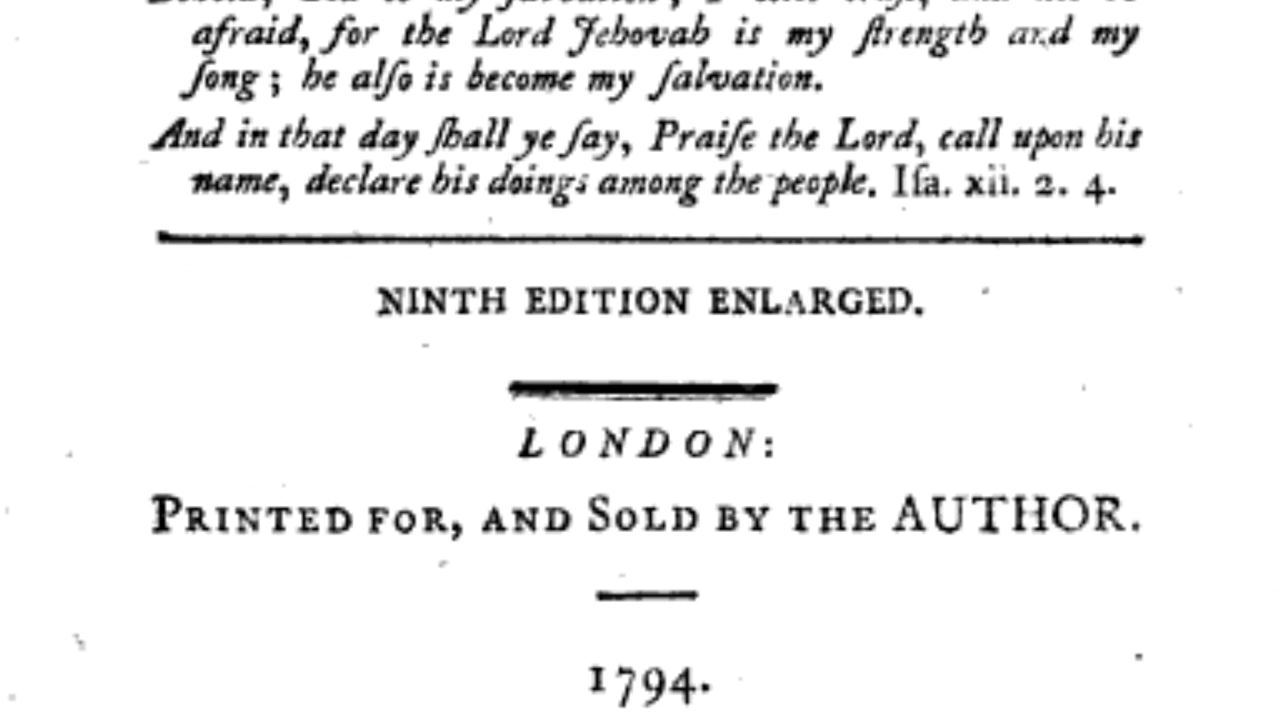 afraid, for the Lord Jehovah is my ſtrength and my
ſong; he alſo is become my ſalvation.
And in that day ſhall ye ſay, Praiſe the Lord, call upon his
name, declare his doings among the people. Iſa. xii. 2. 4.
NINTH EDITION ENLARGED.
LONDON:
PRINTED FOR, AND SOLD BY THE AUTHOR.
1794.